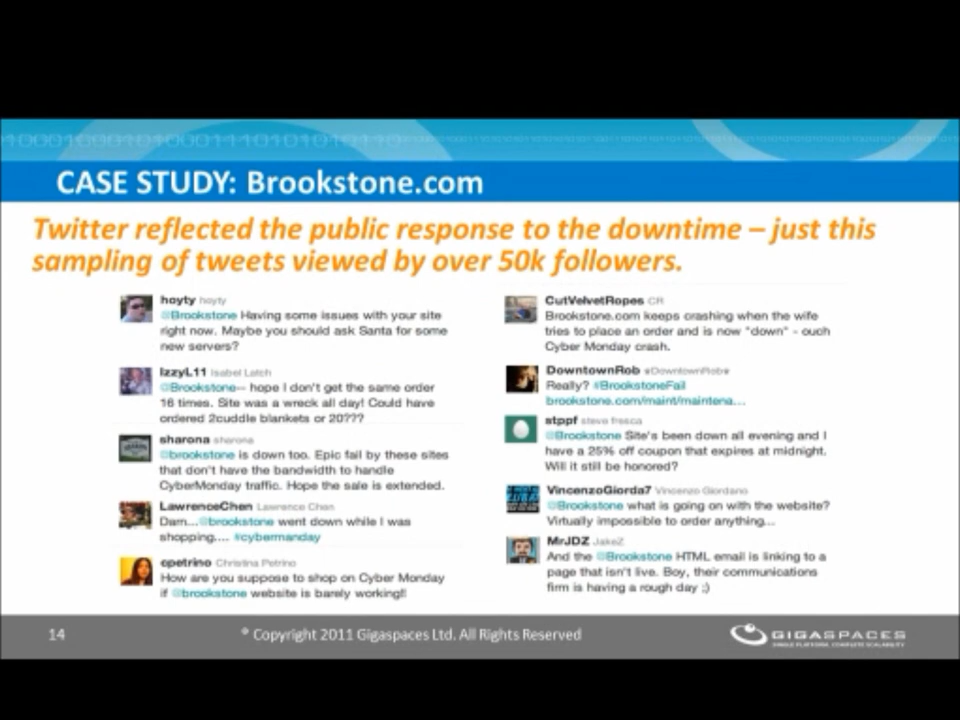 CASE STUDY: Brookstone.com
Twitter reflected the public response to the downtime – just this
sampling of tweets viewed by over 50k followers.
hoyty hoyty
@Brookstone Having some issues with your site
right now. Maybe you should ask Santa for some
new servers?
IzzyL11 Isabel Latch
@Brookstone-- hope I don't get the same order
16 times. Site was a wreck all day! Could have
ordered 2cuddle blankets or 20???
sharona sharona
@brookstone is down too. Epic fail by these sites
that don't have the bandwidth to handle
CyberMonday traffic. Hope the sale is extended.
LawrenceChen Lawrence Chen
Dam...@brookstone went down while I was
shopping.... #cybermanday
cpetrino Christina Petrino
How are you suppose to shop on Cyber Monday
if @brookstone website is barely working!!
CutVelvetRopes CR
Brookstone.com keeps crashing when the wife
tries to place an order and is now "down" - ouch
Cyber Monday crash.
DowntownRob *DowntownRob*
Really? #BrookstoneFail
brookstone.com/maint/maintena...
stppf steve fresca
@Brookstone Site's been down all evening and I
have a 25% off coupon that expires at midnight.
Will it still be honored?
VincenzoGiorda7 Vincenzo Giordano
@Brookstone what is going on with the website?
Virtually impossible to order anything...
MrJDZ JakeZ
And the @Brookstone HTML email is linking to a
page that isn't live. Boy, their communications
firm is having a rough day ;)
14
® Copyright 2011 Gigaspaces Ltd. All Rights Reserved
GIGASPACES
SINGLE PLATFORM. COMPLETE SCALABILITY